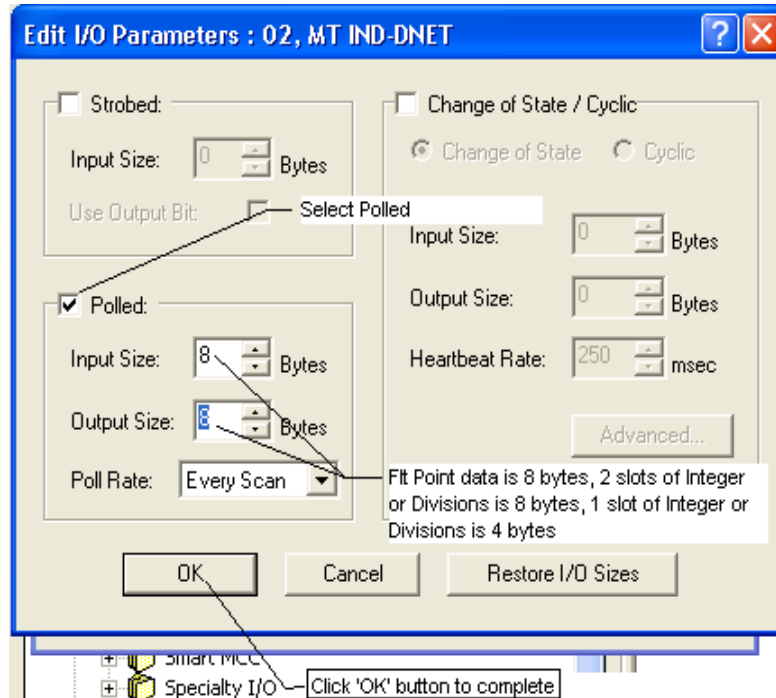 Edit I/O Parameters : 02, MT IND-DNET
Strobed:
Input Size: 0 Bytes
Use Output Bit:
Select Polled
Polled:
Input Size: 8 Bytes
Output Size: 8 Bytes
Poll Rate: Every Scan
Change of State / Cyclic
Change of State Cyclic
Input Size: 0 Bytes
Output Size: 0 Bytes
Heartbeat Rate: 250 msec
Advanced...
Flt Point data is 8 bytes, 2 slots of Integer
or Divisions is 8 bytes, 1 slot of Integer or
Divisions is 4 bytes
OK Cancel Restore I/O Sizes
Smart MCC
Specialty I/O
Click 'OK' button to complete